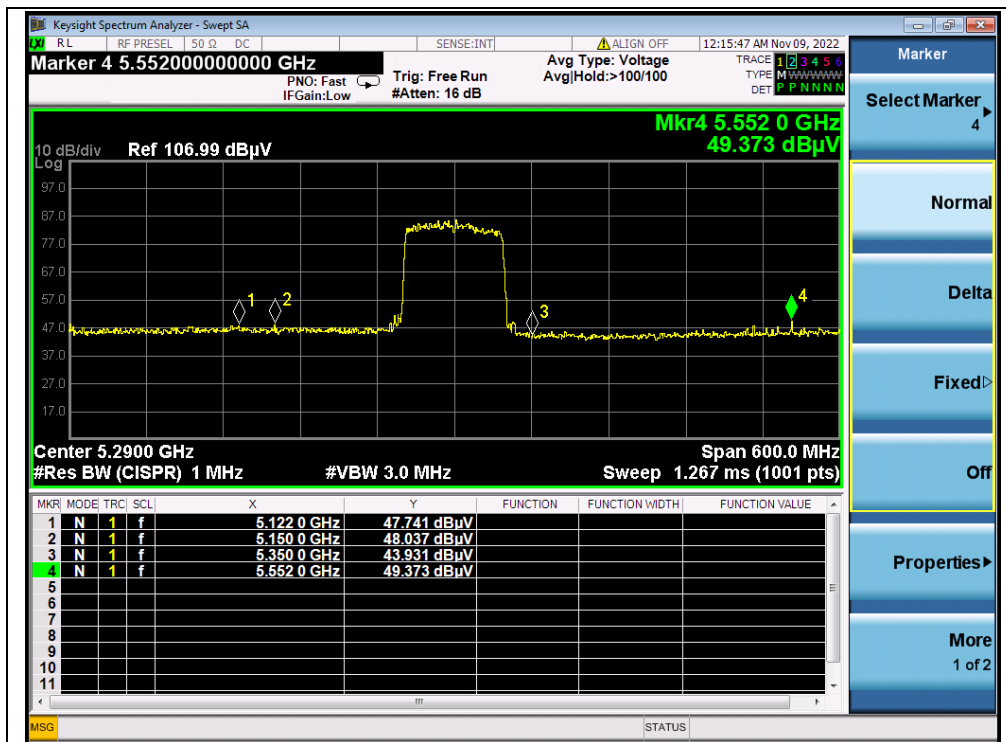 Keysight Spectrum Analyzer - Swept SA
LXI RL RF PRESEL 50 Ω DC SENSE:INT ALIGN OFF 12:15:47 AM Nov 09, 2022
Marker 4 5.552000000000 GHz
PNO: Fast
IFGain:Low
Trig: Free Run
#Atten: 16 dB
Avg Type: Voltage
Avg|Hold:>100/100
TRACE 1 2 3 4 5 6
TYPE M W W W W W
DET P P N N N N
Mkr4 5.552 0 GHz
49.373 dBµV
10 dB/div Ref 106.99 dBµV
Log
97.0
87.0
77.0
67.0
57.0
47.0
37.0
27.0
17.0
1
2
3
4
Center 5.2900 GHz Span 600.0 MHz
#Res BW (CISPR) 1 MHz #VBW 3.0 MHz Sweep 1.267 ms (1001 pts)
MKR MODE TRC SCL X Y FUNCTION FUNCTION WIDTH FUNCTION VALUE
1 N 1 f 5.122 0 GHz 47.741 dBµV
2 N 1 f 5.150 0 GHz 48.037 dBµV
3 N 1 f 5.350 0 GHz 43.931 dBµV
4 N 1 f 5.552 0 GHz 49.373 dBµV
5
6
7
8
9
10
11
MSG STATUS
Marker
Select Marker
4
Normal
Delta
Fixed
Off
Properties
More
1 of 2